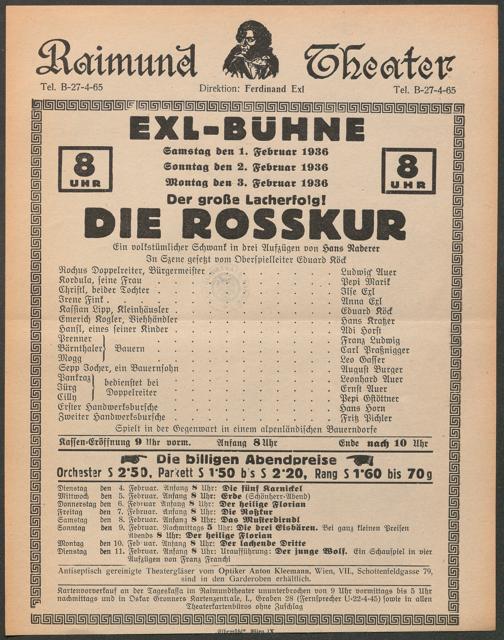 Raimund Theater
Tel. B-27-4-65 Direktion: Ferdinand Exl Tel. B-27-4-65
EXL-BÜHNE
8 UHR
Samstag den 1. Februar 1936
Sonntag den 2. Februar 1936
Montag den 3. Februar 1936
8 UHR
Der große Lacherfolg!
DIE ROSSKUR
Ein volkstümlicher Schwank in drei Aufzügen von Hans Naderer
In Szene gesetzt vom Oberspielleiter Eduard Köck
Rochus Doppelreiter, Bürgermeister . . . . Ludwig Auer
Kordula, seine Frau . . . . Pepi Marik
Christl, beider Tochter . . . . Ilse Exl
Irene Fink . . . . Anna Exl
Kassian Lipp, Kleinhäusler . . . . Eduard Köck
Emerich Kogler, Viehhändler . . . . Hans Kratzer
Hansl, eines seiner Kinder . . . . Adi Horst
Prenner } . . . . Franz Ludwig
Bärnthaler } Bauern . . . . Carl Praßnigger
Mogg } . . . . Leo Gasser
Sepp Jocher, ein Bauernsohn . . . . August Burger
Pankraz } . . . . Leonhard Auer
Jürg } bedienstet bei Doppelreiter . . . . Ernst Auer
Cilly } . . . . Pepi Gstöttner
Erster Handwerksbursche . . . . Hans Horn
Zweiter Handwerksbursche . . . . Fritz Pichler
Spielt in der Gegenwart in einem alpenländischen Bauerndorfe
Kassen-Eröffnung 9 Uhr vorm. Anfang 8 Uhr Ende nach 10 Uhr
Die billigen Abendpreise
Orchester S 2·50, Parkett S 1·50 bis S 2·20, Rang S 1·60 bis 70 g
Dienstag den 4. Februar. Anfang 8 Uhr: Die fünf Karnickel
Mittwoch den 5. Februar. Anfang 8 Uhr: Erde (Schönherr-Abend)
Donnerstag den 6. Februar. Anfang 8 Uhr: Der heilige Florian
Freitag den 7. Februar. Anfang 8 Uhr: Die Roßkur
Samstag den 8. Februar. Anfang 8 Uhr: Das Musterdirndl
Sonntag den 9. Februar. Nachmittags 5 Uhr: Die drei Eisbären. Bei ganz kleinen Preisen
Abends 8 Uhr: Der heilige Florian
Montag den 10. Februar. Anfang 8 Uhr: Der lachende Dritte
Dienstag den 11. Februar. Anfang 8 Uhr: Uraufführung: Der junge Wolf. Ein Schauspiel in vier
Aufzügen von Franz Franchi
Antiseptisch gereinigte Theatergläser vom Optiker Anton Kleemann, Wien, VII., Schottenfeldgasse 79,
sind in den Garderoben erhältlich.
Kartenvorverkauf an der Tageskassa im Raimundtheater ununterbrochen von 9 Uhr vormittags bis 5 Uhr
nachmittags und in Oskar Gronners Kartenzentrale, I., Graben 28 (Fernsprecher U-22-4-45) sowie in allen
Theaterkartenbüros ohne Zuschlag